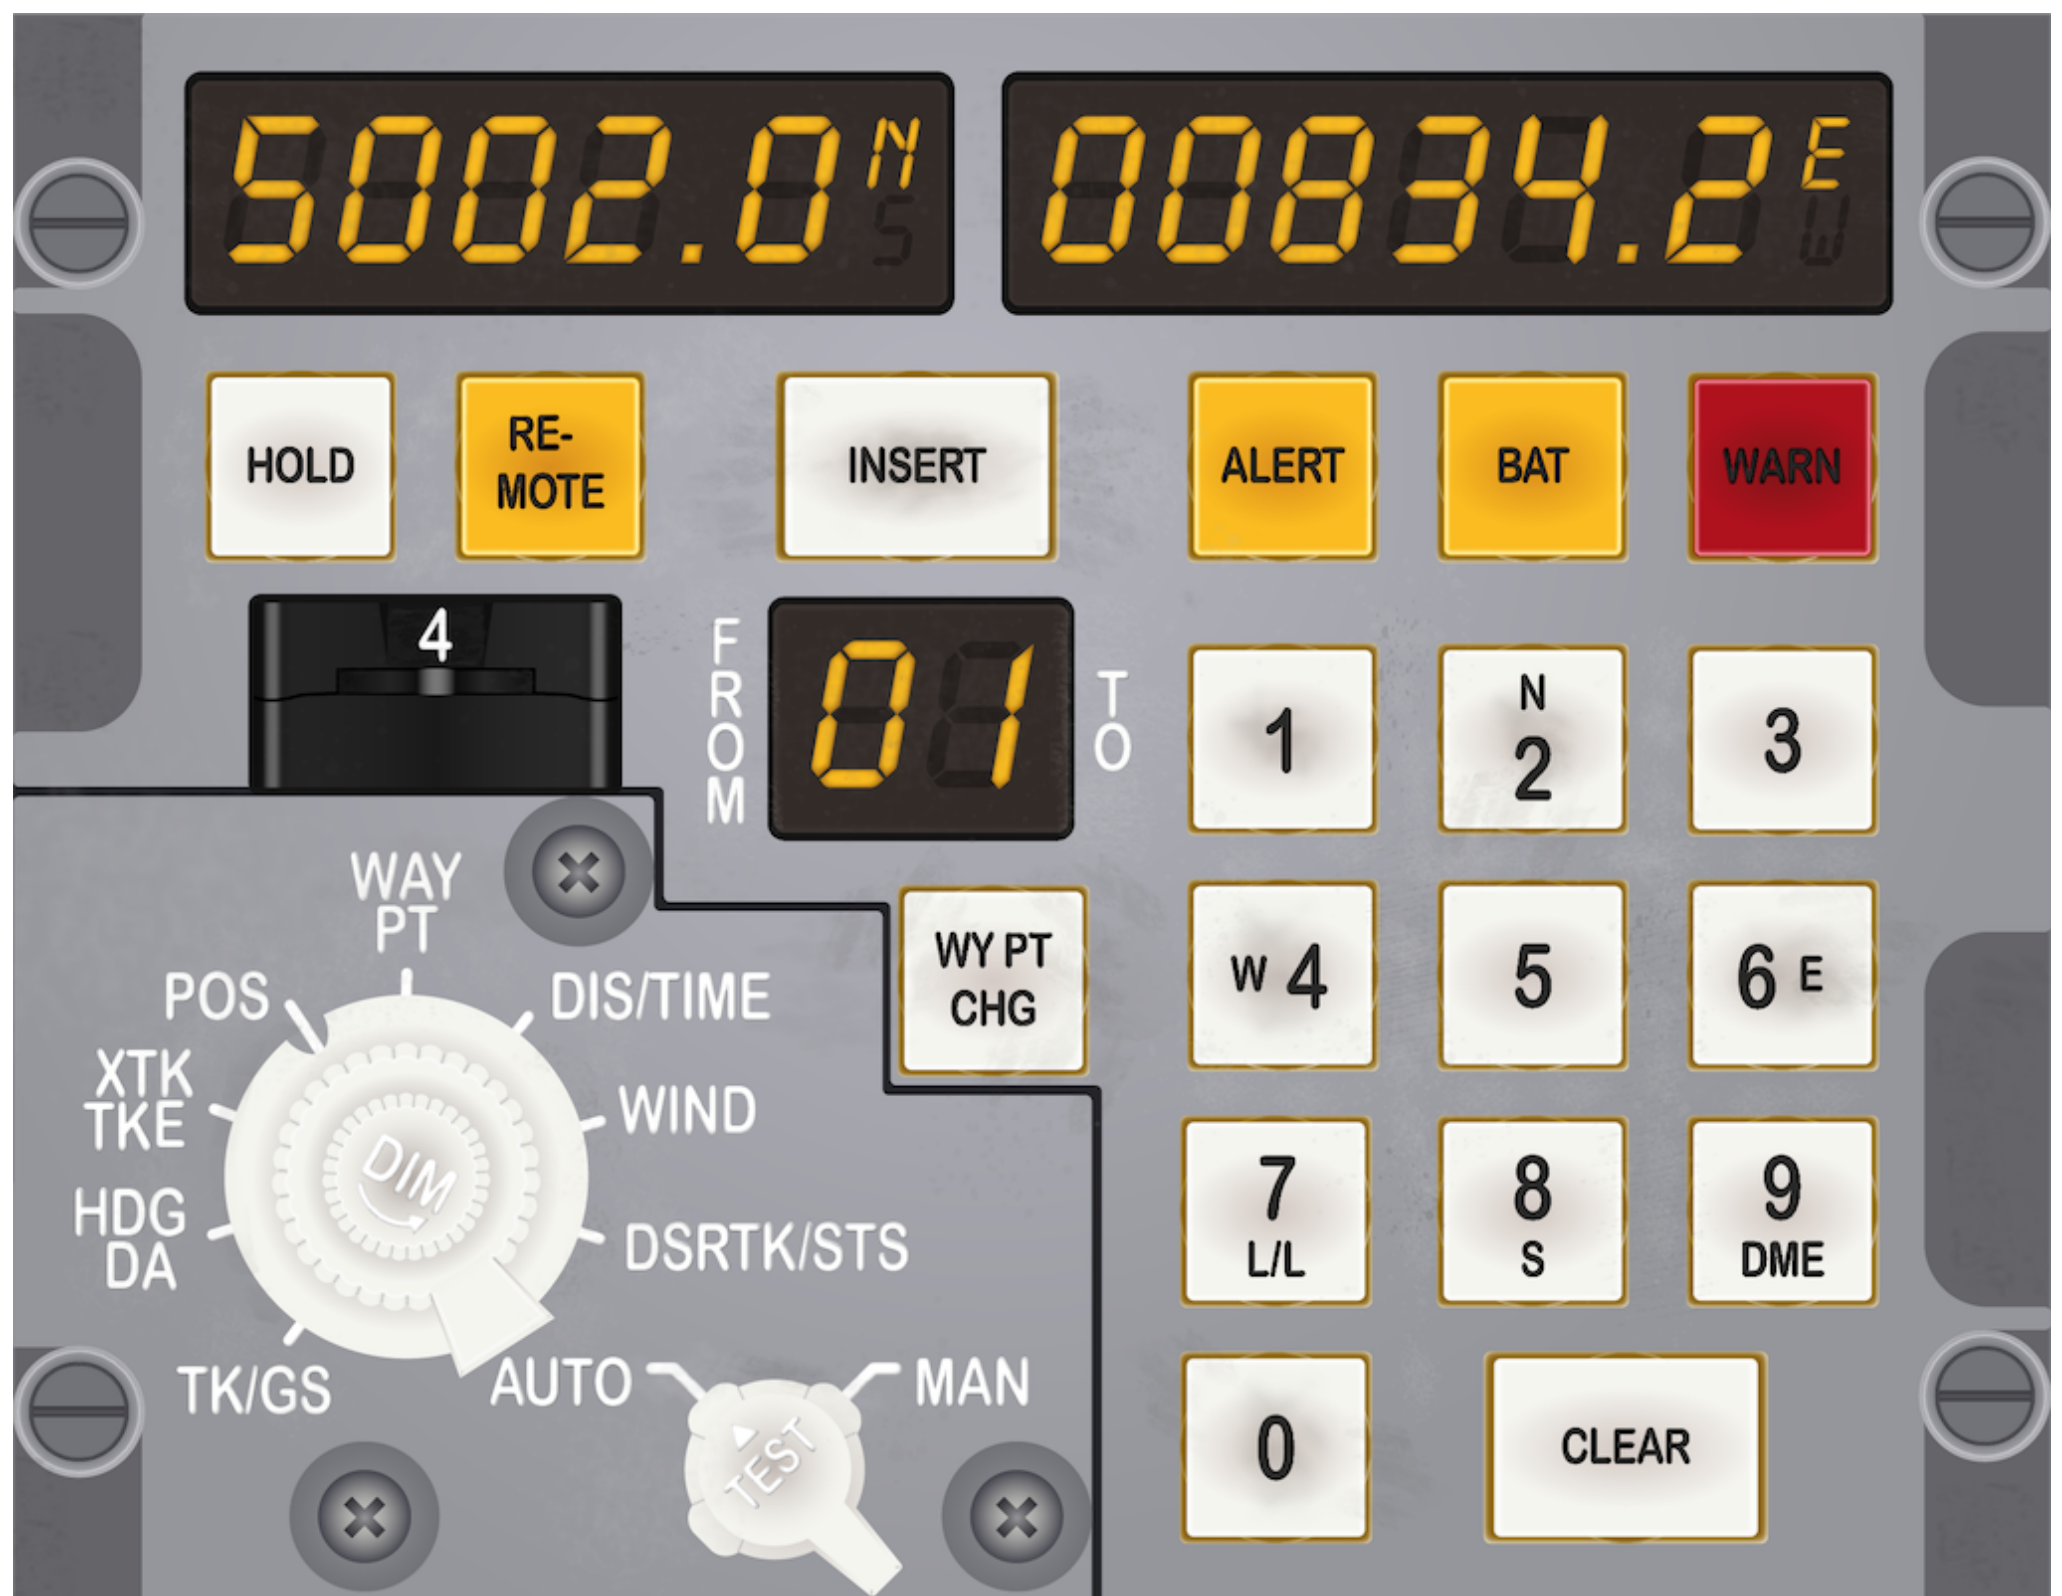 5002.0 N
00834.2 E
HOLD
RE-
MOTE
INSERT
ALERT
BAT
WARN
4
FROM
01
TO
1
N
2
3
WAY
PT
POS
DIS/TIME
XTK
TKE
WIND
HDG
DA
DSRTK/STS
TK/GS
DIM
WY PT
CHG
W 4
5
6 E
7
L/L
8
S
9
DME
AUTO
MAN
TEST
0
CLEAR